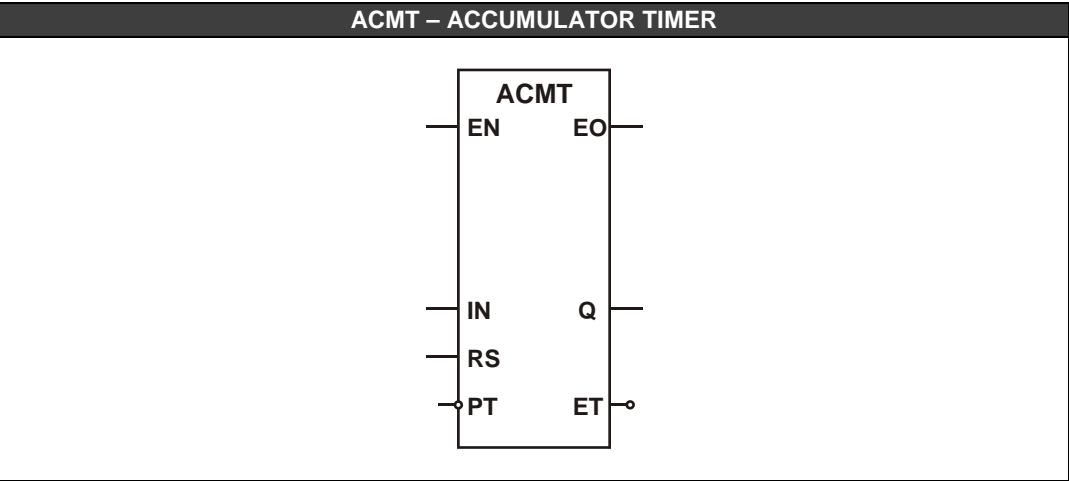 ACMT – ACCUMULATOR TIMER
ACMT
EN EO
IN Q
RS
PT ET